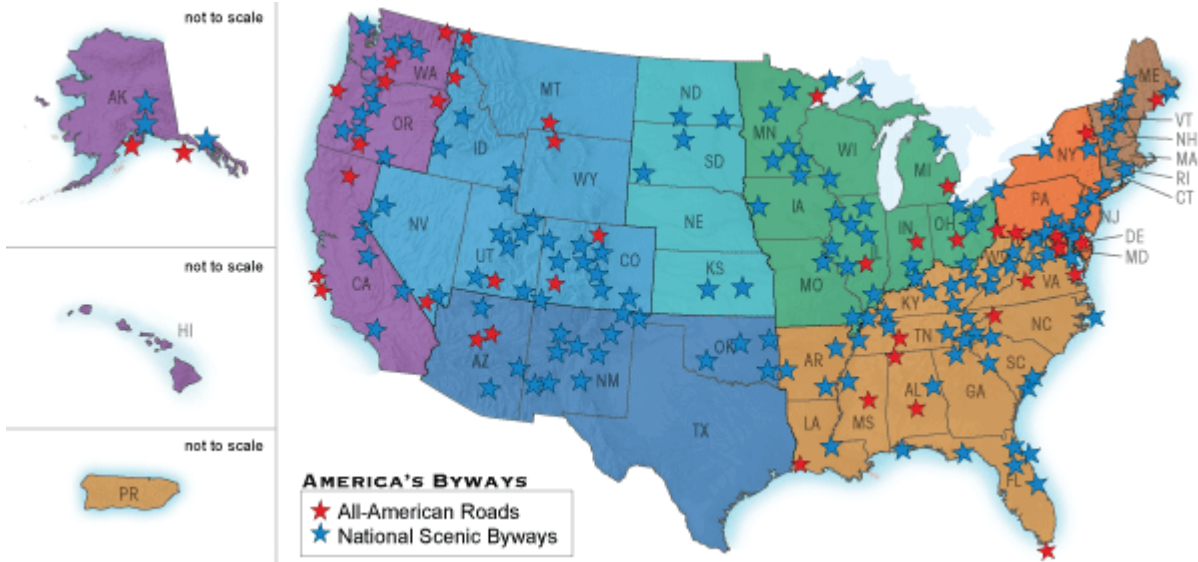 not to scale
AK
not to scale
HI
not to scale
PR
WA
OR
CA
MT
ID
WY
NV
UT
CO
AZ
NM
ND
SD
NE
KS
OK
TX
MN
WI
MI
IA
IN
OH
MO
KY
TN
AR
LA
MS
AL
GA
FL
SC
NC
VA
PA
NY
ME
VT
NH
MA
RI
CT
NJ
DE
MD
AMERICA'S BYWAYS
All-American Roads
National Scenic Byways